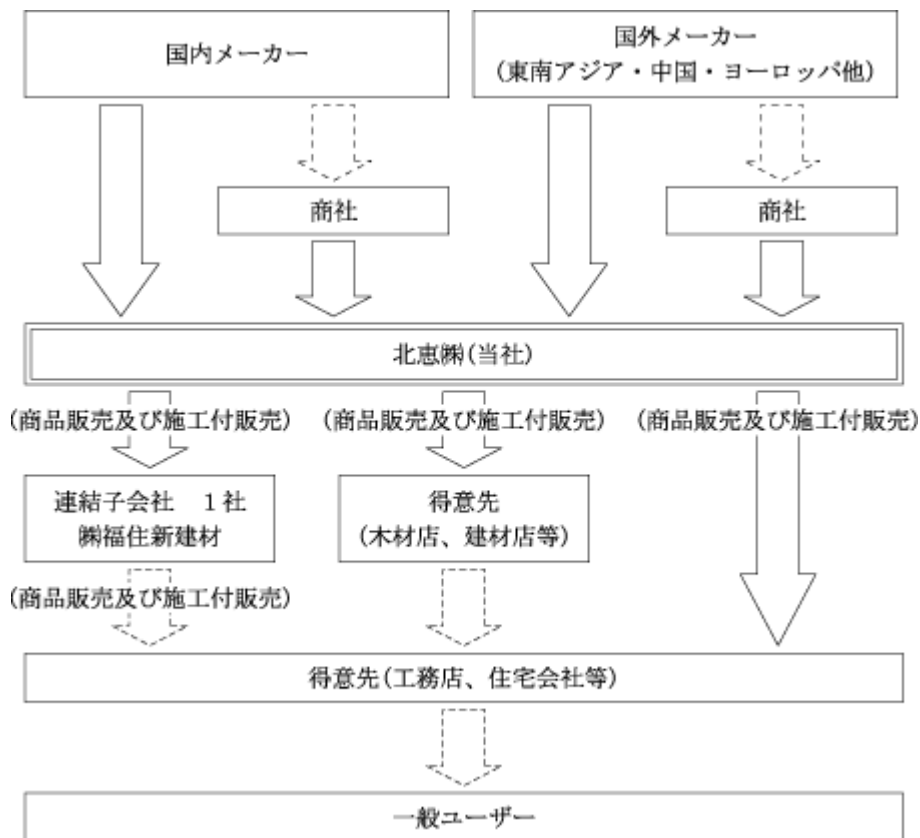 国内メーカー
国外メーカー
(東南アジア・中国・ヨーロッパ他)
商社
商社
北恵㈱(当社)
(商品販売及び施工付販売)
(商品販売及び施工付販売)
(商品販売及び施工付販売)
連結子会社　１社
㈱福住新建材
得意先
(木材店、建材店等)
(商品販売及び施工付販売)
得意先(工務店、住宅会社等)
一般ユーザー